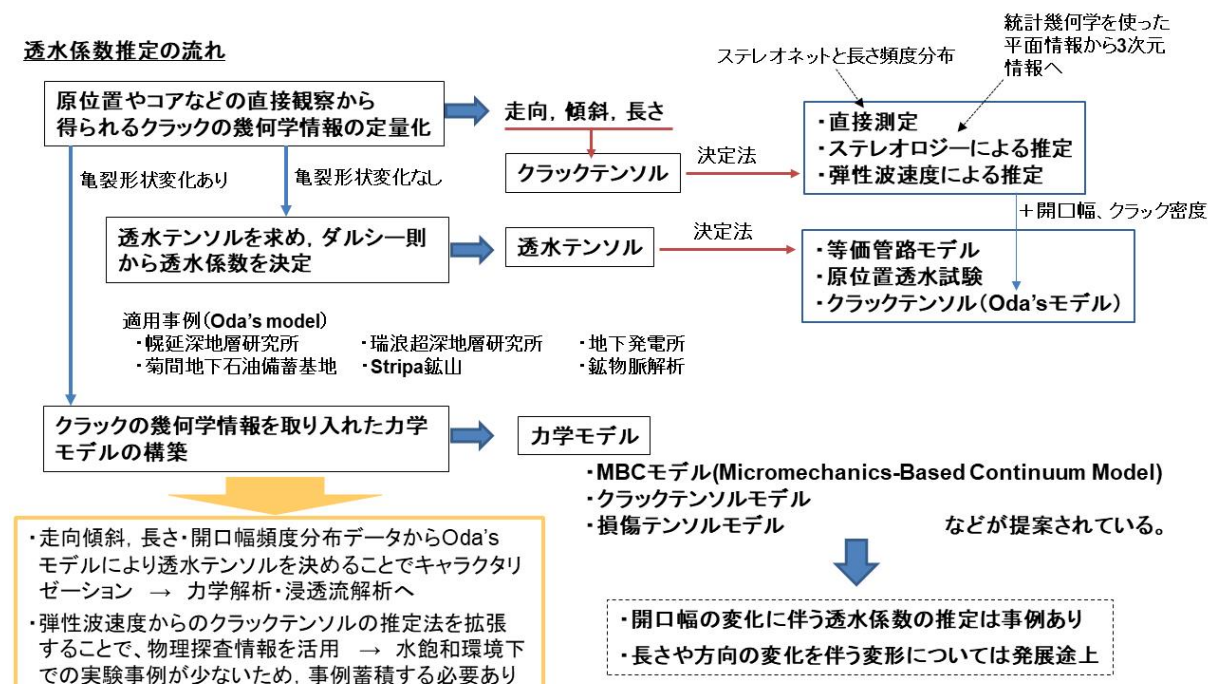 透水係数推定の流れ
原位置やコアなどの直接観察から
得られるクラックの幾何学情報の定量化
走向，傾斜，長さ
クラックテンソル
決定法
ステレオネットと長さ頻度分布
統計幾何学を使った
平面情報から3次元
情報へ
・直接測定
・ステレオロジーによる推定
・弾性波速度による推定
亀裂形状変化あり
亀裂形状変化なし
＋開口幅、クラック密度
透水テンソルを求め，ダルシー則
から透水係数を決定
透水テンソル
決定法
・等価管路モデル
・原位置透水試験
・クラックテンソル（Oda'sモデル）
適用事例（Oda's model）
・幌延深地層研究所　・瑞浪超深地層研究所　・地下発電所
・菊間地下石油備蓄基地　・Stripa鉱山　・鉱物脈解析
クラックの幾何学情報を取り入れた力学
モデルの構築
力学モデル
・MBCモデル(Micromechanics-Based Continuum Model)
・クラックテンソルモデル
・損傷テンソルモデル　などが提案されている。
・走向傾斜，長さ・開口幅頻度分布データからOda's
モデルにより透水テンソルを決めることでキャラクタリ
ゼーション　→　力学解析・浸透流解析へ
・弾性波速度からのクラックテンソルの推定法を拡張
することで、物理探査情報を活用　→　水飽和環境下
での実験事例が少ないため，事例蓄積する必要あり
・開口幅の変化に伴う透水係数の推定は事例あり
・長さや方向の変化を伴う変形については発展途上